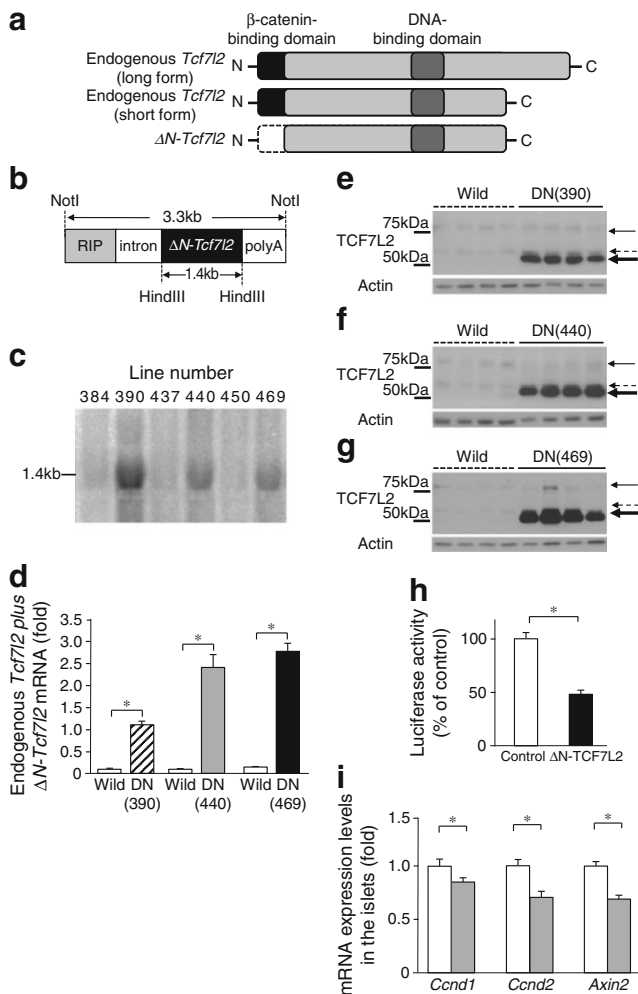 a
β-catenin-
binding domain
DNA-
binding domain
Endogenous Tcf7l2
(long form)
N
C
Endogenous Tcf7l2
(short form)
N
C
ΔN-Tcf7l2
N
C
b
NotI
NotI
3.3kb
RIP
intron
ΔN-Tcf7l2
polyA
1.4kb
HindIII
HindIII
c
Line number
384 390 437 440 450 469
1.4kb
d
Endogenous Tcf7l2 plus
ΔN-Tcf7l2 mRNA (fold)
3.5
3.0
2.5
2.0
1.5
1.0
0.5
0
*
*
*
Wild DN
(390)
Wild DN
(440)
Wild DN
(469)
e
Wild
DN(390)
75kDa
TCF7L2
50kDa
Actin
f
Wild
DN(440)
75kDa
TCF7L2
50kDa
Actin
g
Wild
DN(469)
75kDa
TCF7L2
50kDa
Actin
h
Luciferase activity
(% of control)
100
50
0
*
Control ΔN-TCF7L2
i
mRNA expression levels
in the islets (fold)
1.5
1.0
0.5
0
*
*
*
Ccnd1
Ccnd2
Axin2